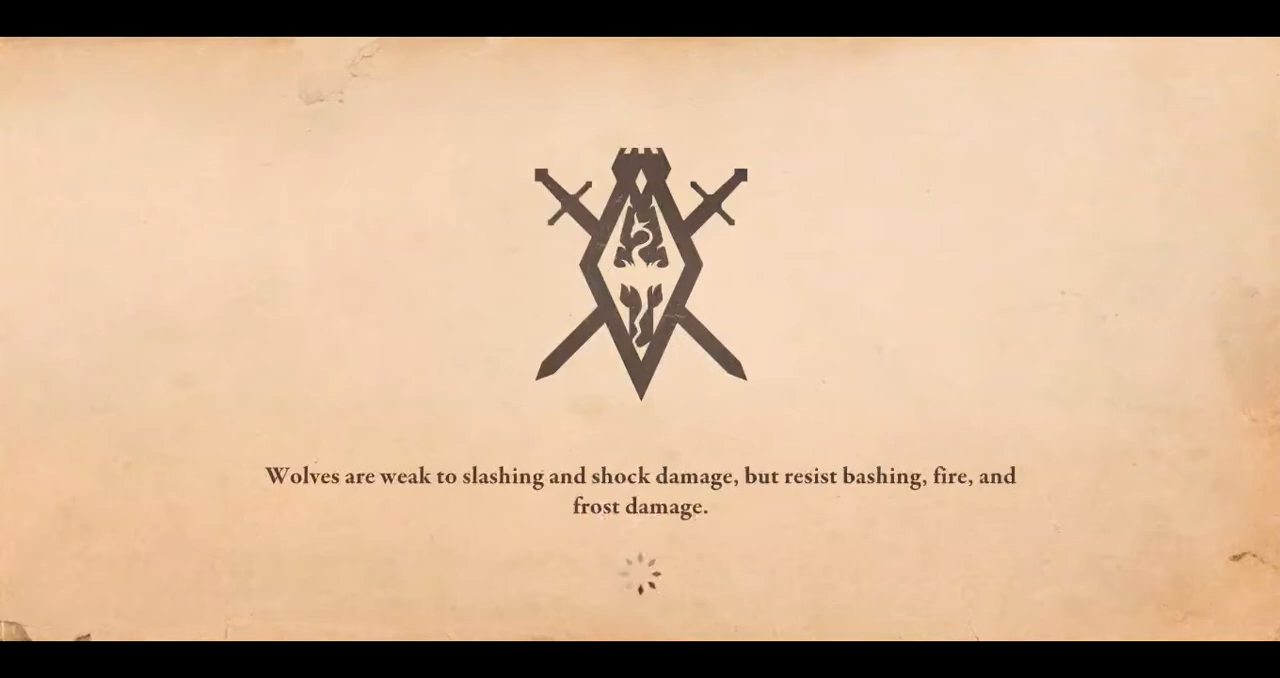 Wolves are weak to slashing and shock damage, but resist bashing, fire, and
frost damage.